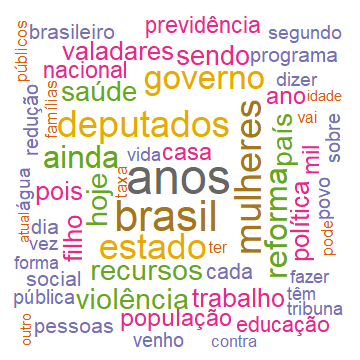 públicos
brasileiro
previdência
segundo
valadares
sendo
programa
nacional
governo
dizer
redução
famílias
saúde
ano
idade
deputados
vai
ainda
vida
casa
mulheres
país
mil
sobre
água
pois
hoje
taxa
anos
reforma
política
povo
atual
dia
filho
brasil
pode
vez
estado
ter
forma
recursos
cada
fazer
social
têm
pública
violência
trabalho
tribuna
outro
pessoas
população
educação
venho
contra